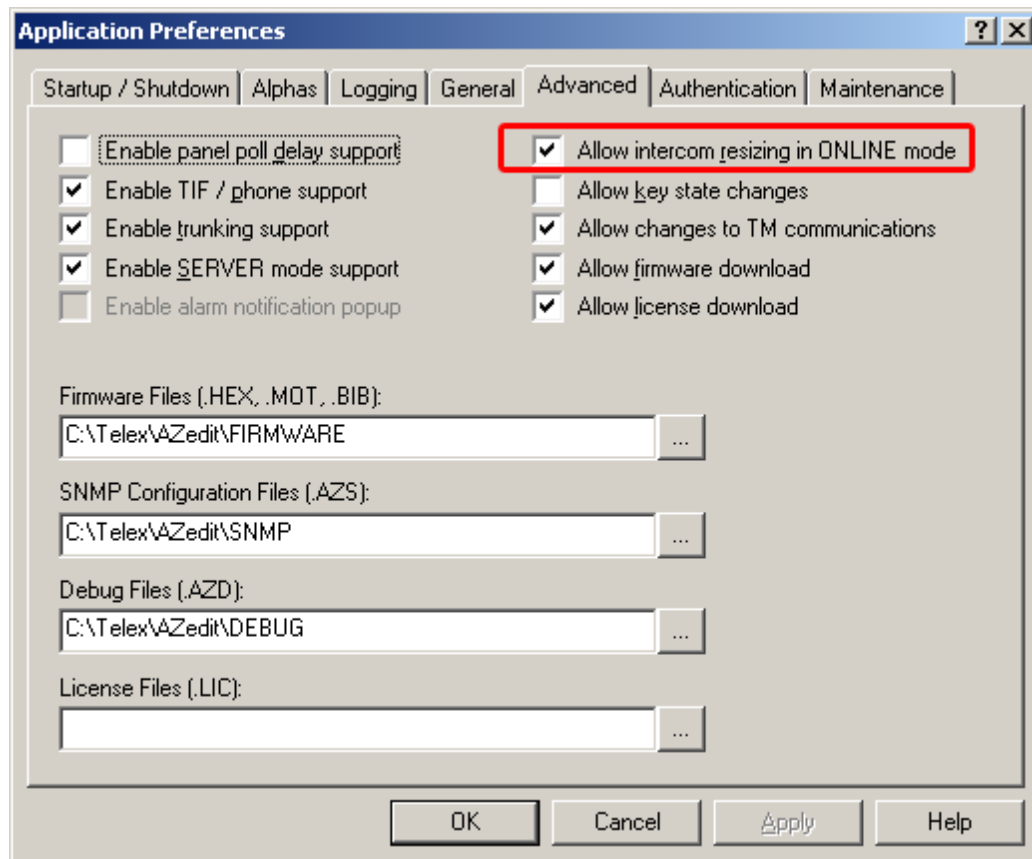 Application Preferences
?
X
Startup / Shutdown
Alphas
Logging
General
Advanced
Authentication
Maintenance
Enable panel poll delay support
Enable TIF / phone support
Enable trunking support
Enable SERVER mode support
Enable alarm notification popup
Allow intercom resizing in ONLINE mode
Allow key state changes
Allow changes to TM communications
Allow firmware download
Allow license download
Firmware Files (.HEX, .MOT, .BIB):
C:\Telex\AZedit\FIRMWARE
...
SNMP Configuration Files (.AZS):
C:\Telex\AZedit\SNMP
...
Debug Files (.AZD):
C:\Telex\AZedit\DEBUG
...
License Files (.LIC):
...
OK
Cancel
Apply
Help